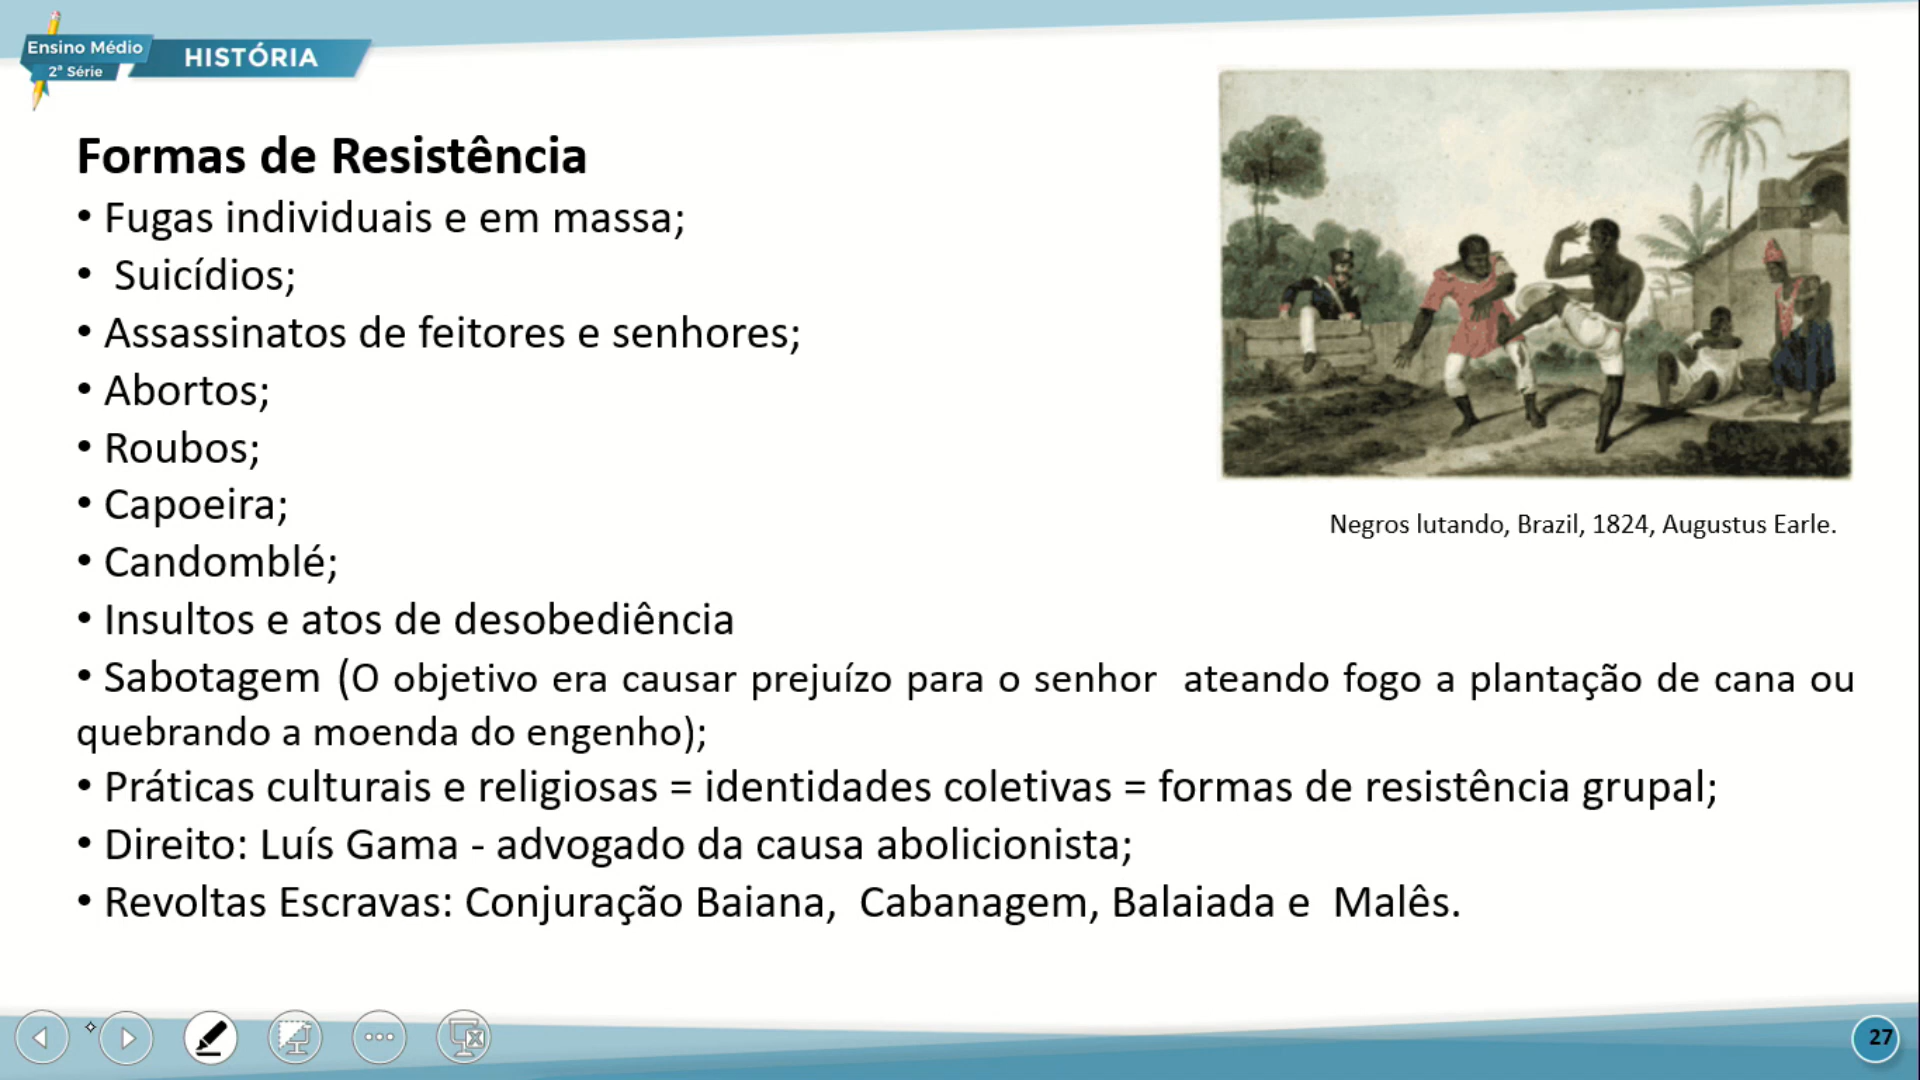 Ensino Médio
2ª Série
HISTÓRIA
Formas de Resistência
• Fugas individuais e em massa;
• Suicídios;
• Assassinatos de feitores e senhores;
• Abortos;
• Roubos;
• Capoeira;
• Candomblé;
• Insultos e atos de desobediência
• Sabotagem (O objetivo era causar prejuízo para o senhor ateando fogo a plantação de cana ou
quebrando a moenda do engenho);
• Práticas culturais e religiosas = identidades coletivas = formas de resistência grupal;
• Direito: Luís Gama - advogado da causa abolicionista;
• Revoltas Escravas: Conjuração Baiana, Cabanagem, Balaiada e Malês.
Negros lutando, Brazil, 1824, Augustus Earle.
27